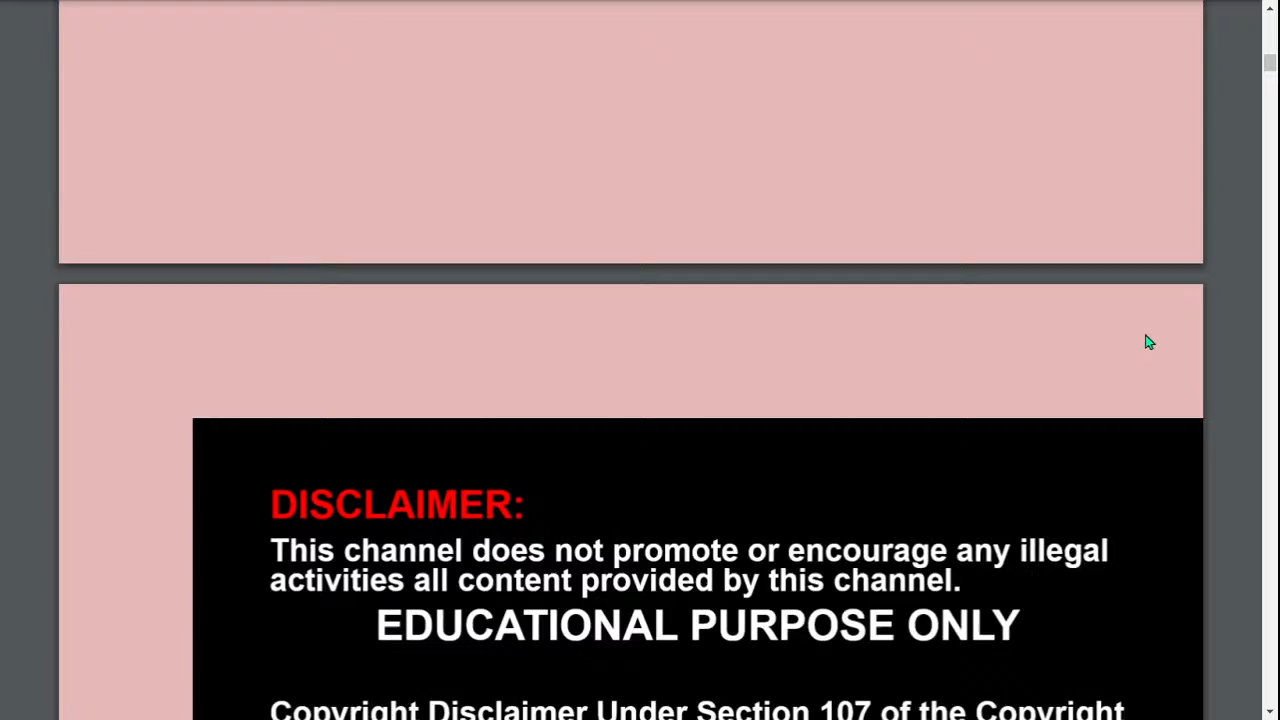 DISCLAIMER:
This channel does not promote or encourage any illegal
activities all content provided by this channel.
EDUCATIONAL PURPOSE ONLY
Copyright Disclaimer Under Section 107 of the Copyright